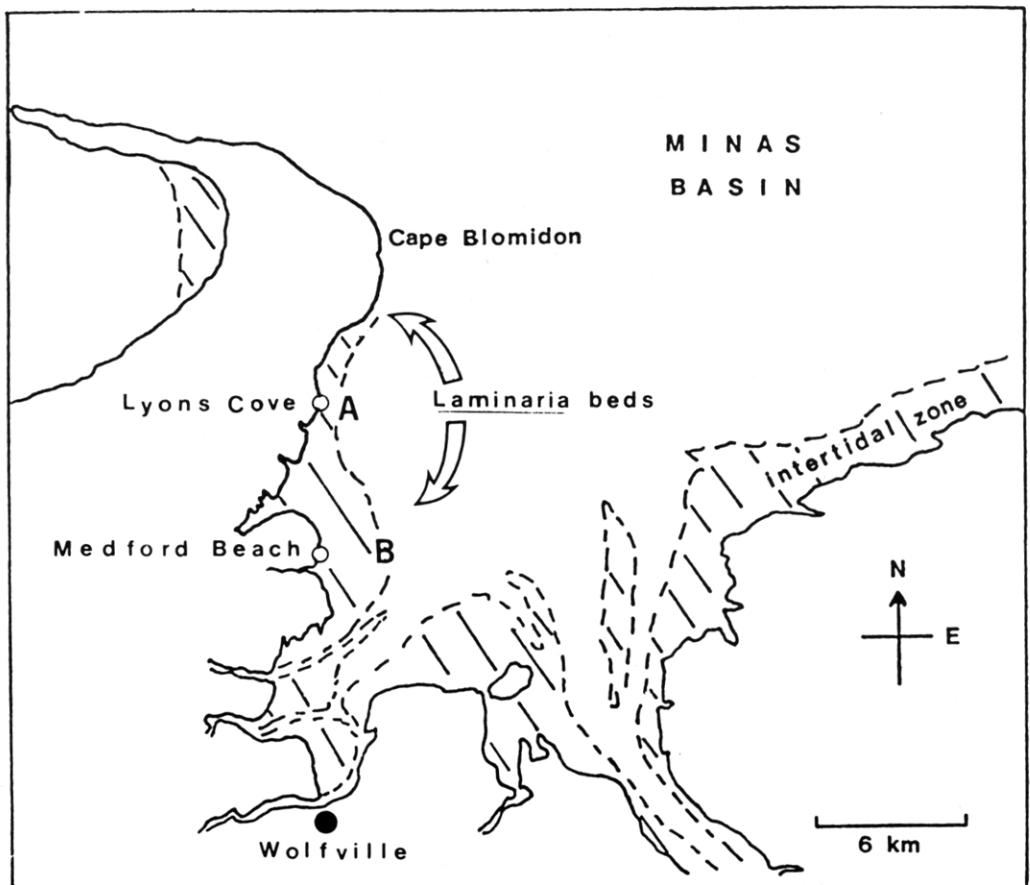 MINAS
BASIN
Cape Blomidon
Lyons Cove
A
Laminaria beds
intertidal zone
Medford Beach
B
N
E
6 km
Wolfville